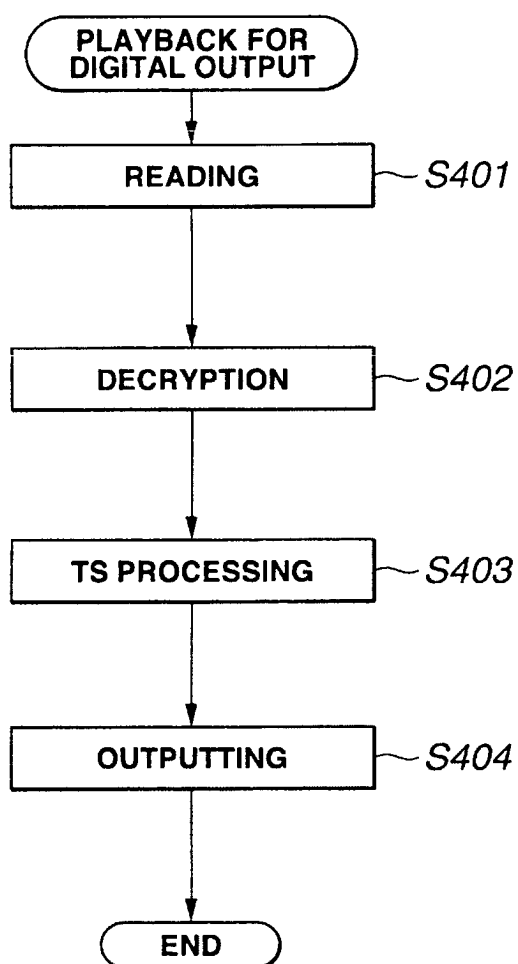 PLAYBACK FOR
DIGITAL OUTPUT
READING
S401
DECRYPTION
S402
TS PROCESSING
S403
OUTPUTTING
S404
END